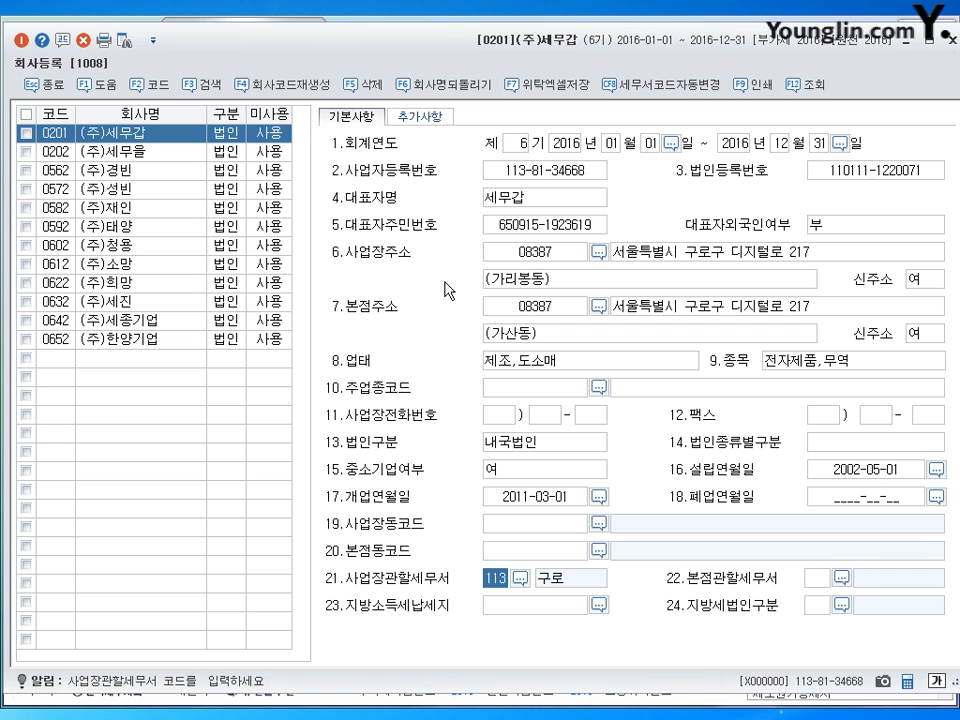 Younglin.com Y.
[0201](주)세무갑 (6기) 2016-01-01 ~ 2016-12-31 [부가세 2016]
회사등록 [1008]
Esc 종료 F1 도움 F2 코드 F3 검색 F4 회사코드재생성 F5 삭제 F6 회사명되돌리기 F7 위탁엑셀저장 CF8 세무서코드자동변경 F9 인쇄 F12 조회
코드 회사명 구분 미사용
0201 (주)세무갑 법인 사용
0202 (주)세무을 법인 사용
0562 (주)경빈 법인 사용
0572 (주)성빈 법인 사용
0582 (주)재인 법인 사용
0592 (주)태양 법인 사용
0602 (주)청용 법인 사용
0612 (주)소망 법인 사용
0622 (주)희망 법인 사용
0632 (주)세진 법인 사용
0642 (주)세종기업 법인 사용
0652 (주)한양기업 법인 사용
기본사항 추가사항
1.회계연도 제 6 기 2016 년 01 월 01 일 ~ 2016 년 12 월 31 일
2.사업자등록번호 113-81-34668 3.법인등록번호 110111-1220071
4.대표자명 세무갑
5.대표자주민번호 650915-1923619 대표자외국인여부 부
6.사업장주소 08387 서울특별시 구로구 디지털로 217
(가리봉동) 신주소 여
7.본점주소 08387 서울특별시 구로구 디지털로 217
(가산동) 신주소 여
8.업태 제조,도소매 9.종목 전자제품,무역
10.주업종코드
11.사업장전화번호 ) - 12.팩스 ) -
13.법인구분 내국법인 14.법인종류별구분
15.중소기업여부 여 16.설립연월일 2002-05-01
17.개업연월일 2011-03-01 18.폐업연월일 ____-__-__
19.사업장동코드
20.본점동코드
21.사업장관할세무서 113 구로 22.본점관할세무서
23.지방소득세납세지 24.지방세법인구분
알림 : 사업장관할세무서 코드를 입력하세요 [X000000] 113-81-34668 가